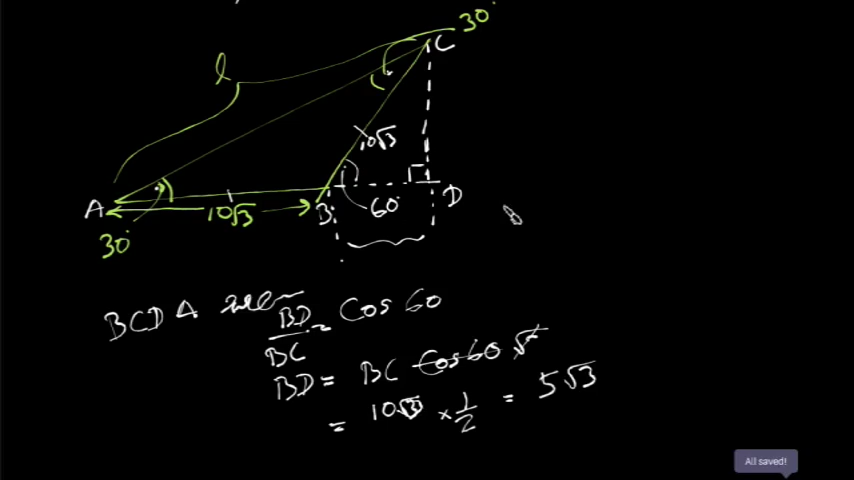 30°
C
l
10√3
A
10√3
B
60°
D
30°
BCD Δ
BD/BC = Cos 60
BD = BC Cos 60
= 10√3 × 1/2 = 5√3
All saved!